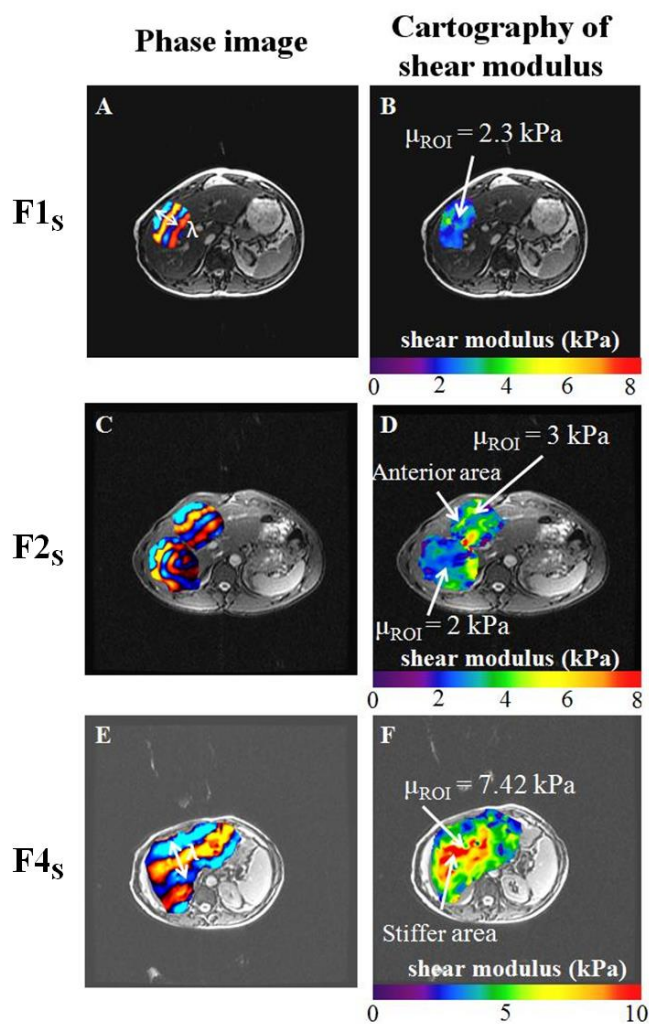 Phase image
Cartography of
shear modulus
F1s
A
λ
B
μROI = 2.3 kPa
shear modulus (kPa)
0 2 4 6 8
F2s
C
D
μROI = 3 kPa
Anterior area
μROI = 2 kPa
shear modulus (kPa)
0 2 4 6 8
F4s
E
λ
F
μROI = 7.42 kPa
Stiffer area
shear modulus (kPa)
0 5 10